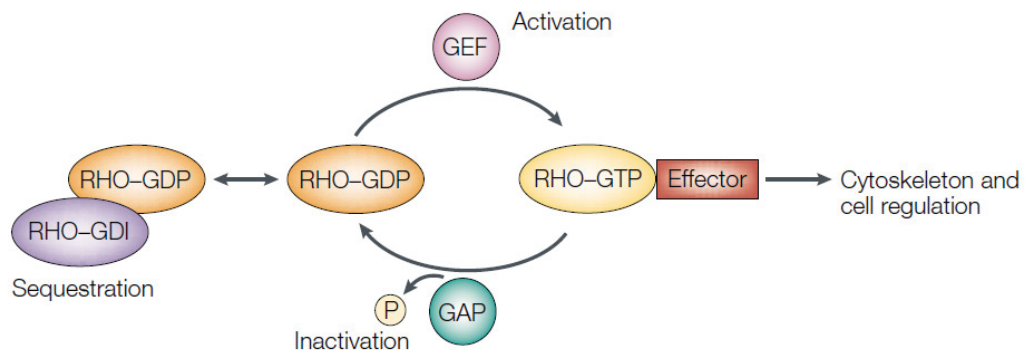 Activation
GEF
RHO–GDP
RHO–GDI
Sequestration
RHO–GDP
RHO–GTP
Effector
Cytoskeleton and
cell regulation
P
GAP
Inactivation